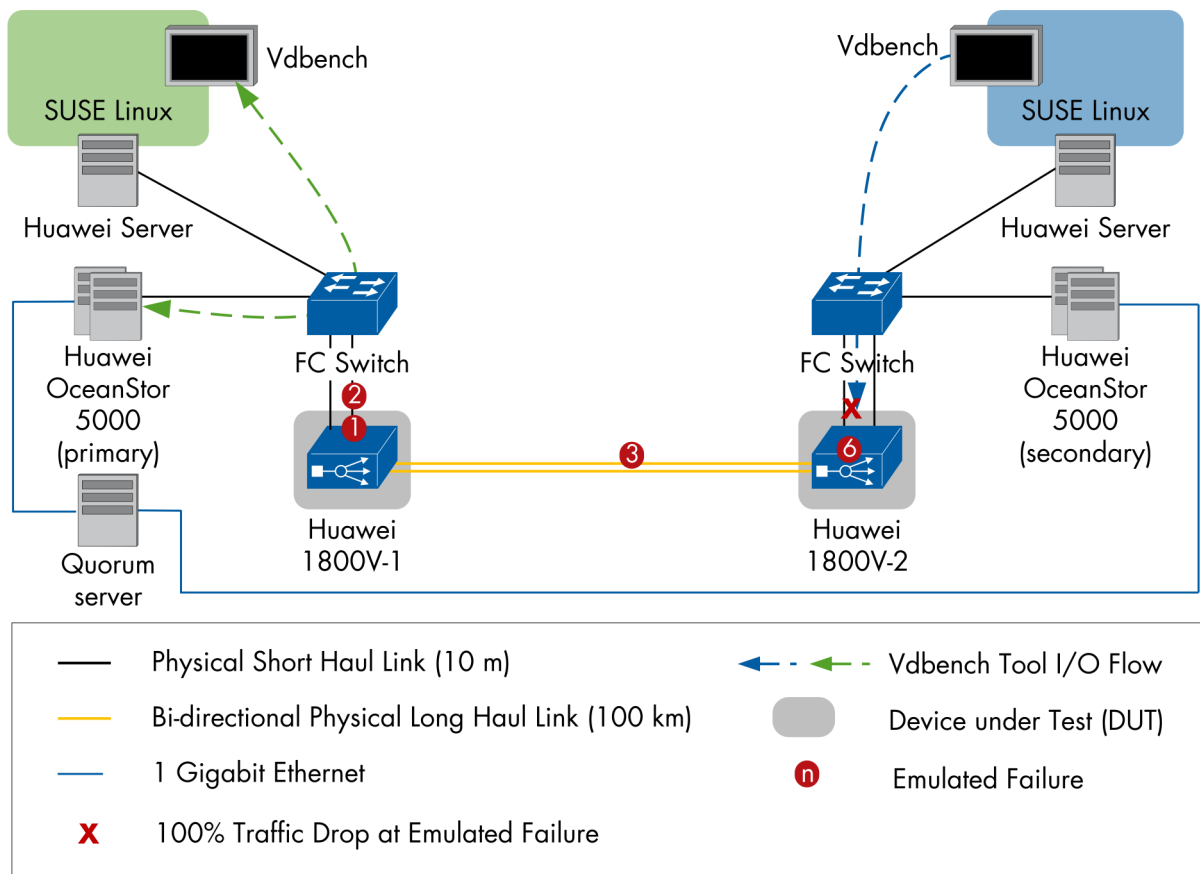 Vdbench
SUSE Linux
Huawei Server
Huawei
OceanStor
5000
(primary)
Quorum
server
FC Switch
2
1
Huawei
1800V-1
3
Vdbench
SUSE Linux
Huawei Server
FC Switch
x
6
Huawei
1800V-2
Huawei
OceanStor
5000
(secondary)
Physical Short Haul Link (10 m)
Bi-directional Physical Long Haul Link (100 km)
1 Gigabit Ethernet
x 100% Traffic Drop at Emulated Failure
Vdbench Tool I/O Flow
Device under Test (DUT)
n Emulated Failure